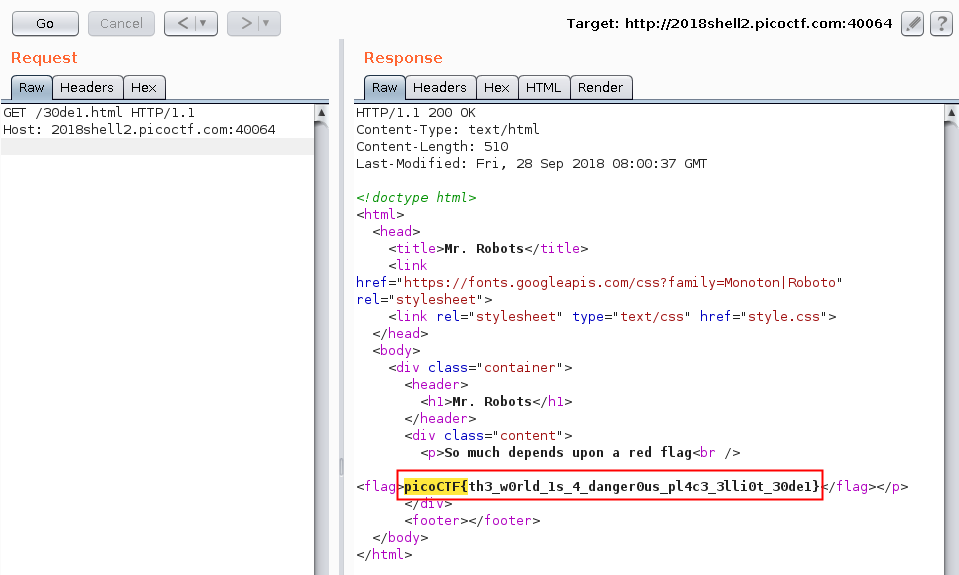 Go Cancel < > Target: http://2018shell2.picoctf.com:40064 ?
Request
Raw Headers Hex
GET /30de1.html HTTP/1.1
Host: 2018shell2.picoctf.com:40064
Response
Raw Headers Hex HTML Render
HTTP/1.1 200 OK
Content-Type: text/html
Content-Length: 510
Last-Modified: Fri, 28 Sep 2018 08:00:37 GMT
<!doctype html>
<html>
<head>
<title>Mr. Robots</title>
<link
href="https://fonts.googleapis.com/css?family=Monoton|Roboto"
rel="stylesheet">
<link rel="stylesheet" type="text/css" href="style.css">
</head>
<body>
<div class="container">
<header>
<h1>Mr. Robots</h1>
</header>
<div class="content">
<p>So much depends upon a red flag<br />
<flag>picoCTF{th3_w0rld_1s_4_danger0us_pl4c3_3lli0t_30de1}</flag></p>
</div>
<footer></footer>
</body>
</html>